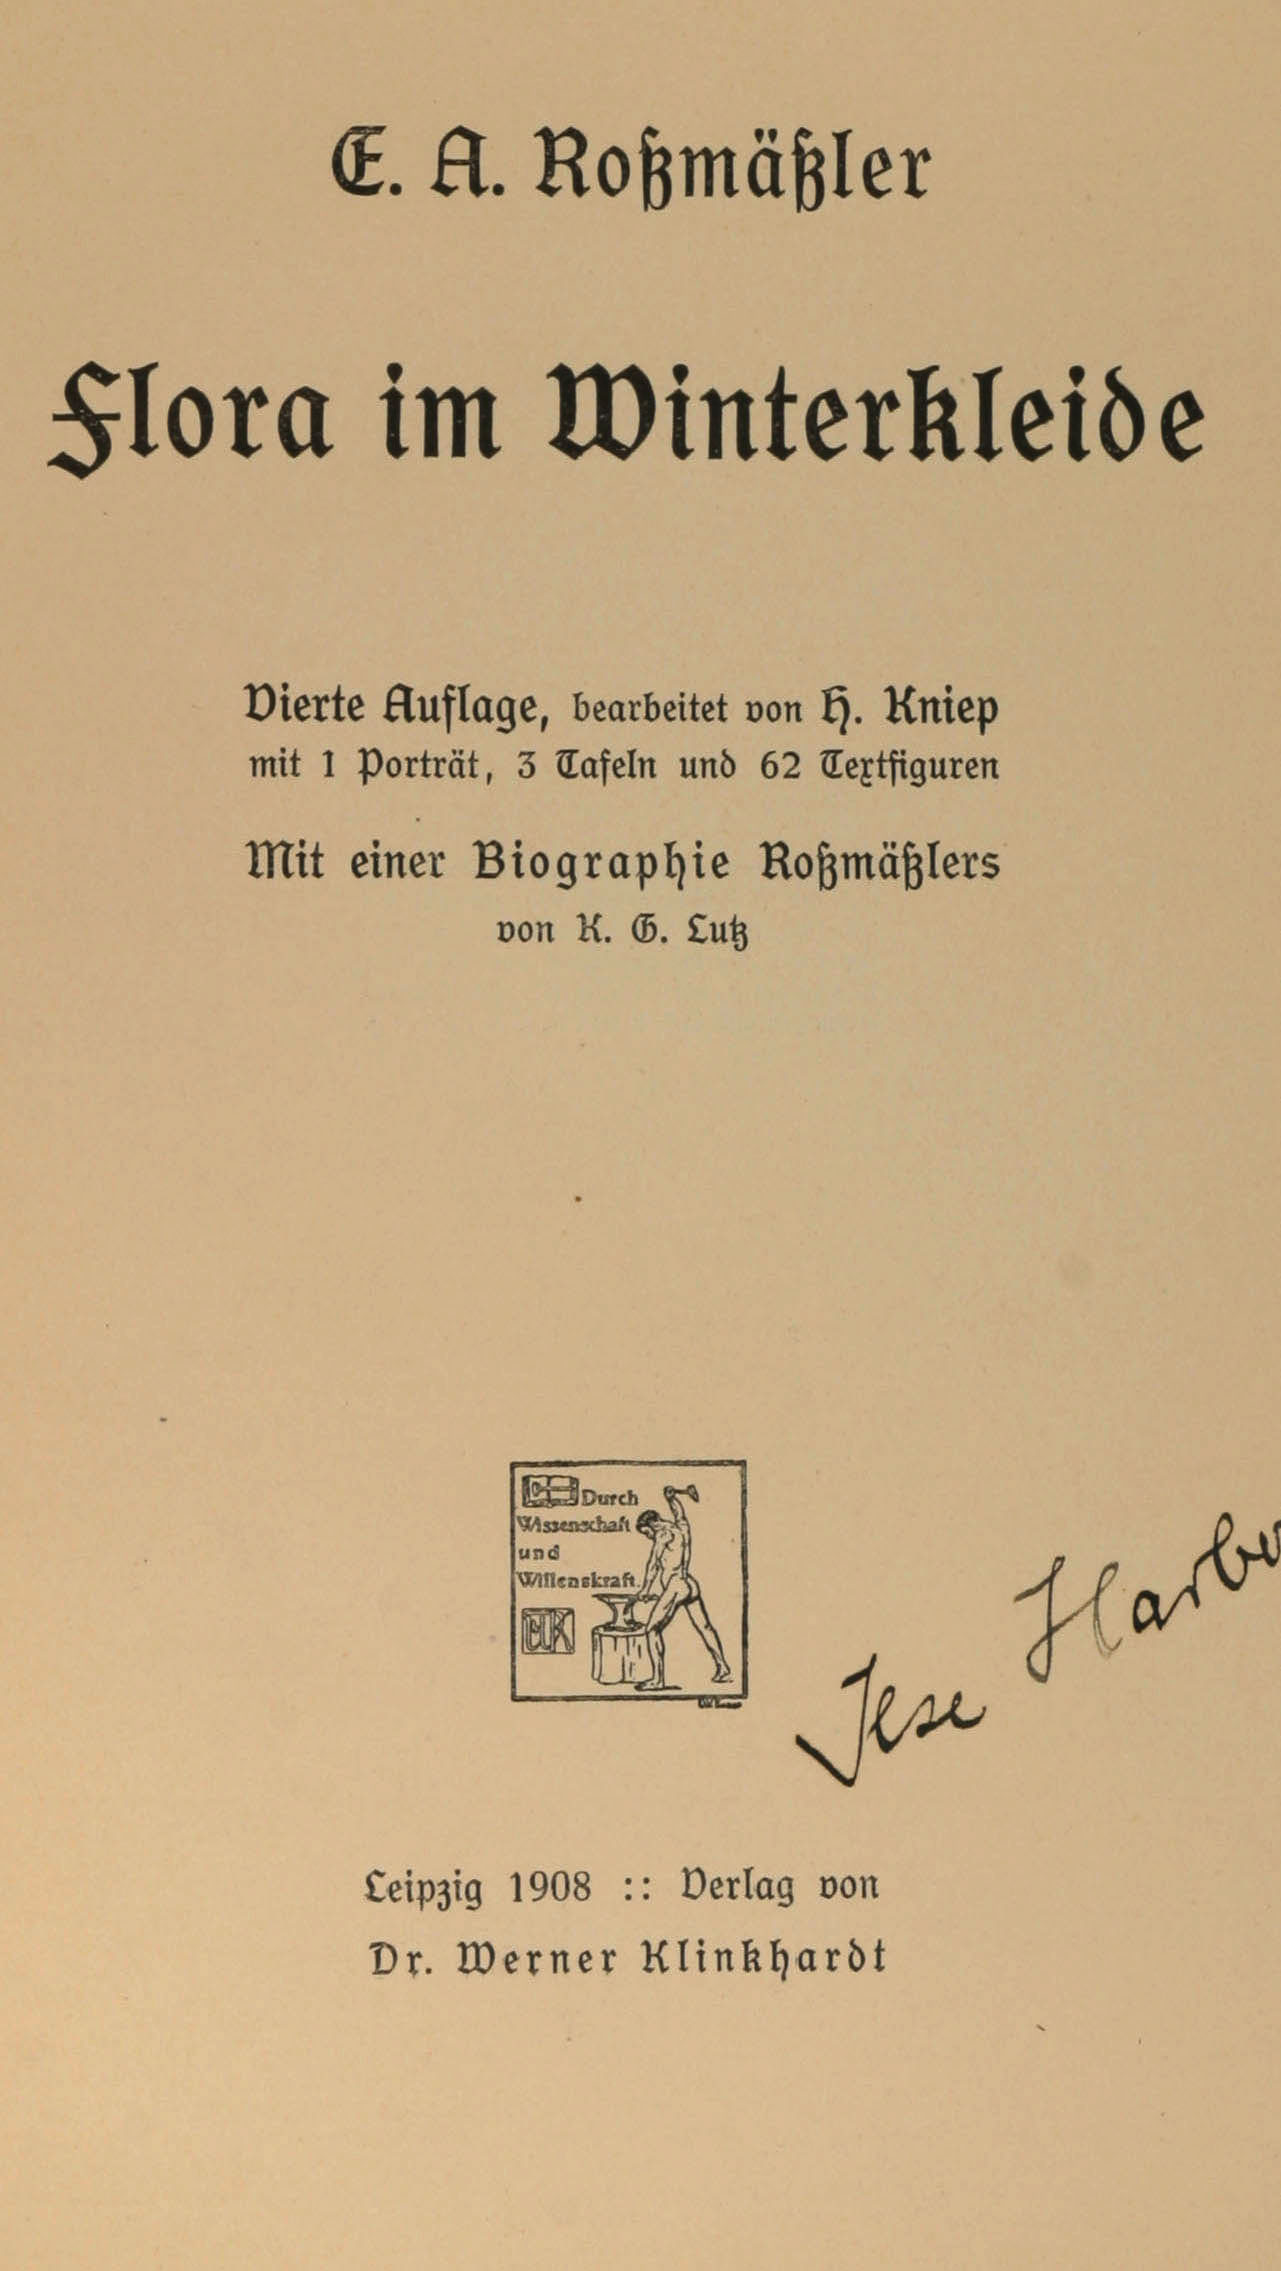 E. A. Roßmäßler
Flora im Winterkleide
Vierte Auflage, bearbeitet von H. Kniep
mit 1 Porträt, 3 Tafeln und 62 Textfiguren
Mit einer Biographie Roßmäßlers
von K. G. Lutz
Durch
Wissenschaft
und
Willenskraft.
Ilse
Leipzig 1908 :: Verlag von
Dr. Werner Klinkhardt